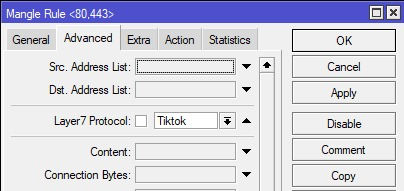 Mangle Rule <80,443>
General Advanced Extra Action Statistics
OK
Src. Address List:
Cancel
Dst. Address List:
Apply
Layer7 Protocol: Tiktok
Disable
Content:
Comment
Connection Bytes:
Copy